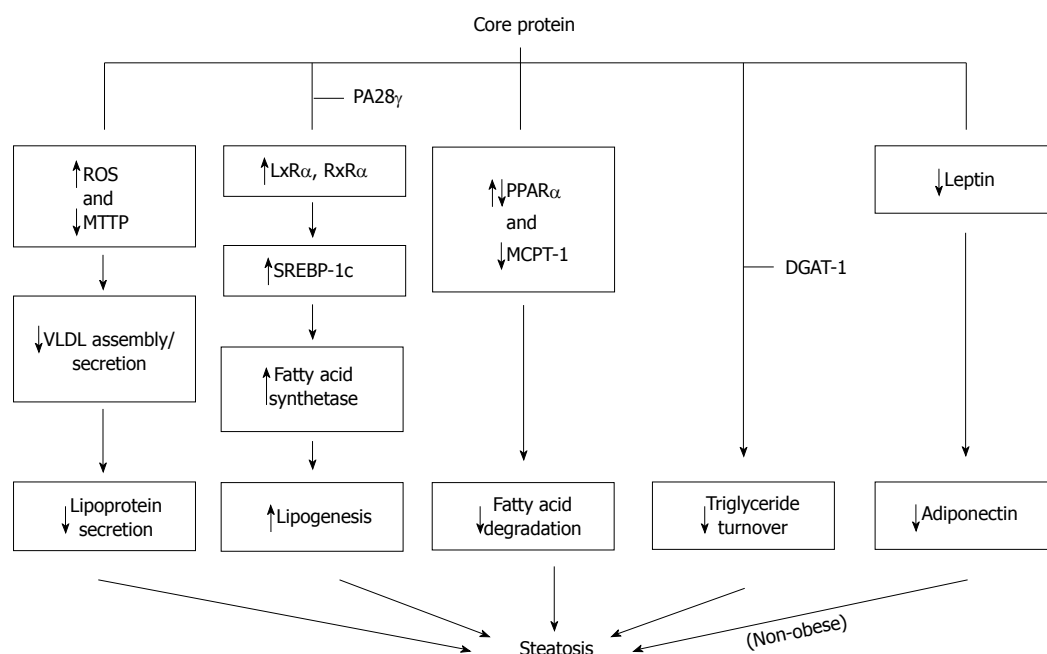 Core protein
PA28γ
↑ROS
and
↓MTTP
↑LxRα, RxRα
↑↓PPARα
and
↓MCPT-1
↓Leptin
↑SREBP-1c
DGAT-1
↓VLDL assembly/
secretion
↑Fatty acid
synthetase
↓Lipoprotein
secretion
↑Lipogenesis
↓Fatty acid
degradation
↓Triglyceride
turnover
↓Adiponectin
(Non-obese)
Steatosis